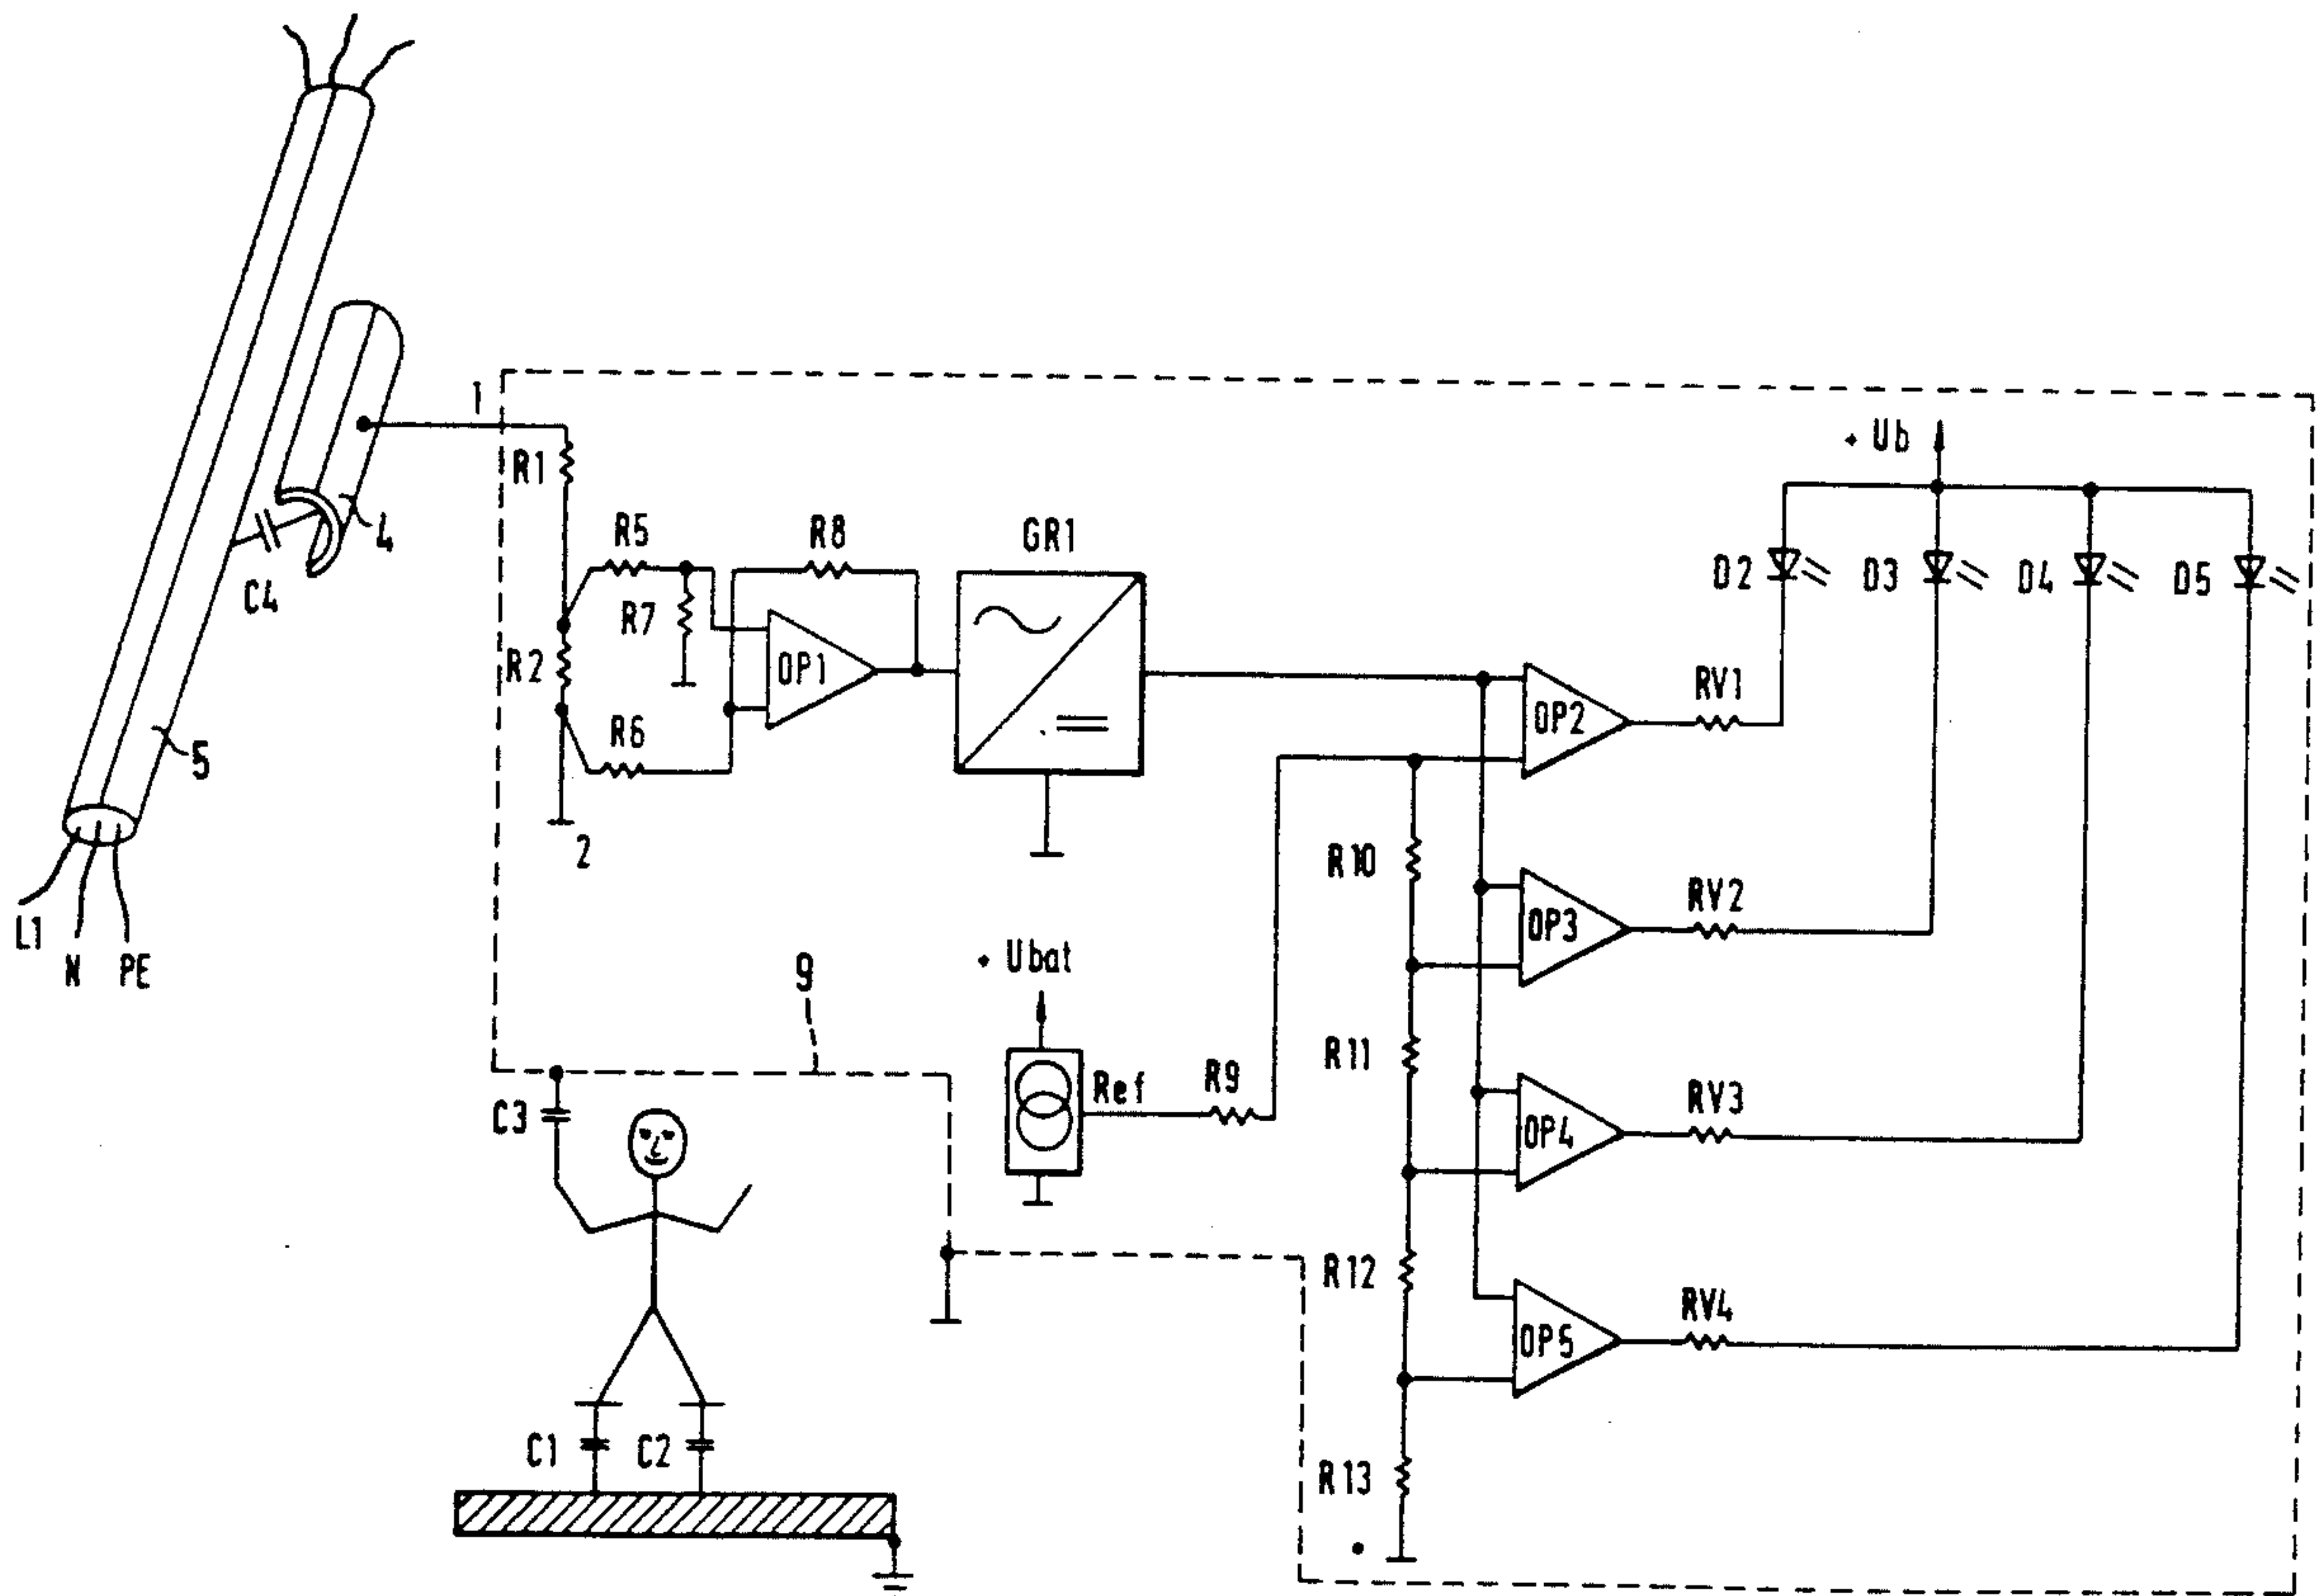 1
+ Ub
R1
4
R5
R8
GR1
D2
D3
D4
D5
C4
R7
R2
OP1
RV1
OP2
R6
5
2
R10
RV2
OP3
L1
N
PE
9
+ Ubat
R11
Ref
R9
RV3
C3
OP4
R12
RV4
OP5
C1
C2
R13